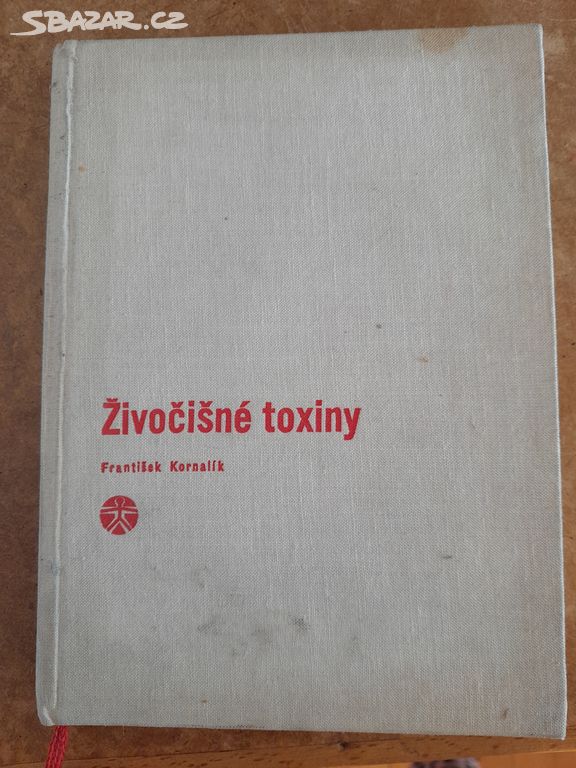 SBAZAR.CZ
Živočišné toxiny
František Kornalík